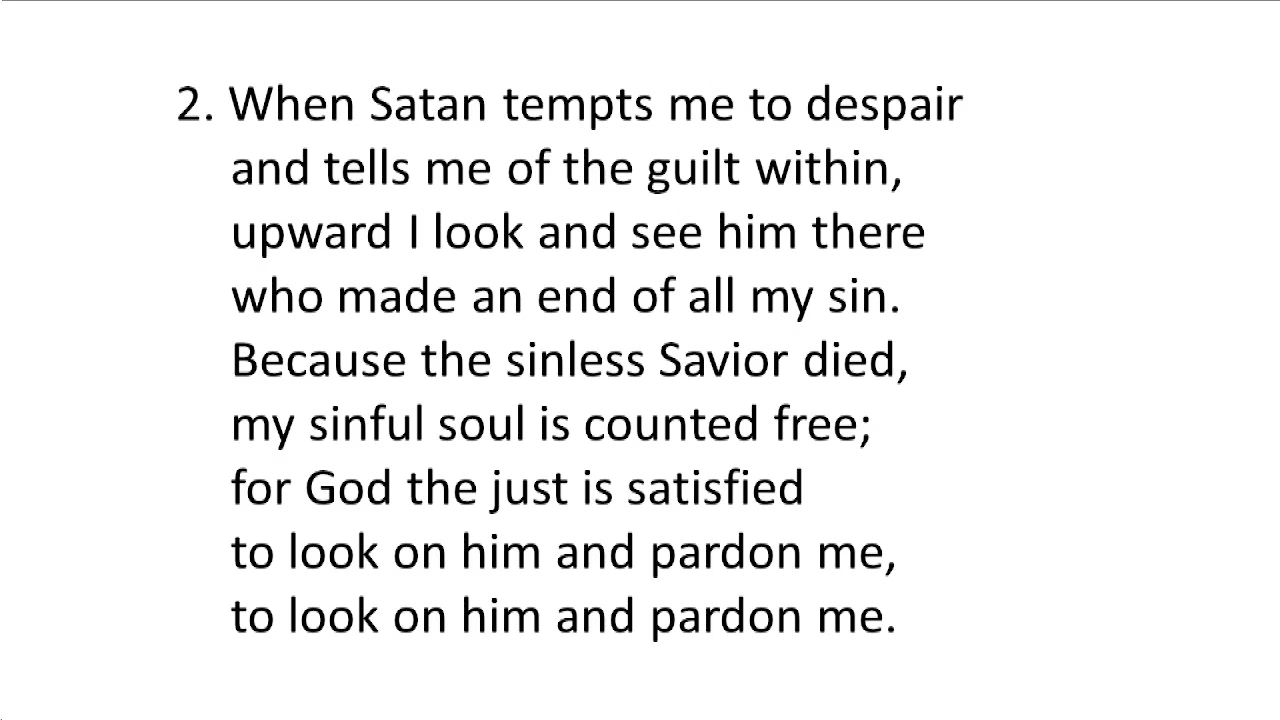 2. When Satan tempts me to despair
and tells me of the guilt within,
upward I look and see him there
who made an end of all my sin.
Because the sinless Savior died,
my sinful soul is counted free;
for God the just is satisfied
to look on him and pardon me,
to look on him and pardon me.